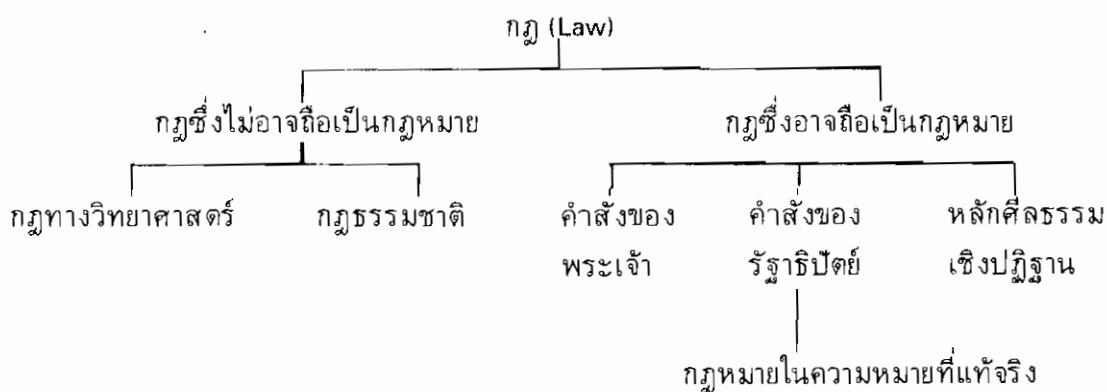 กฎ (Law)
กฎซึ่งไม่อาจถือเป็นกฎหมาย
กฎซึ่งอาจถือเป็นกฎหมาย
กฎทางวิทยาศาสตร์
กฎธรรมชาติ
คำสั่งของ
พระเจ้า
คำสั่งของ
รัฐาธิปัตย์
หลักศีลธรรม
เชิงปฏิฐาน
กฎหมายในความหมายที่แท้จริง